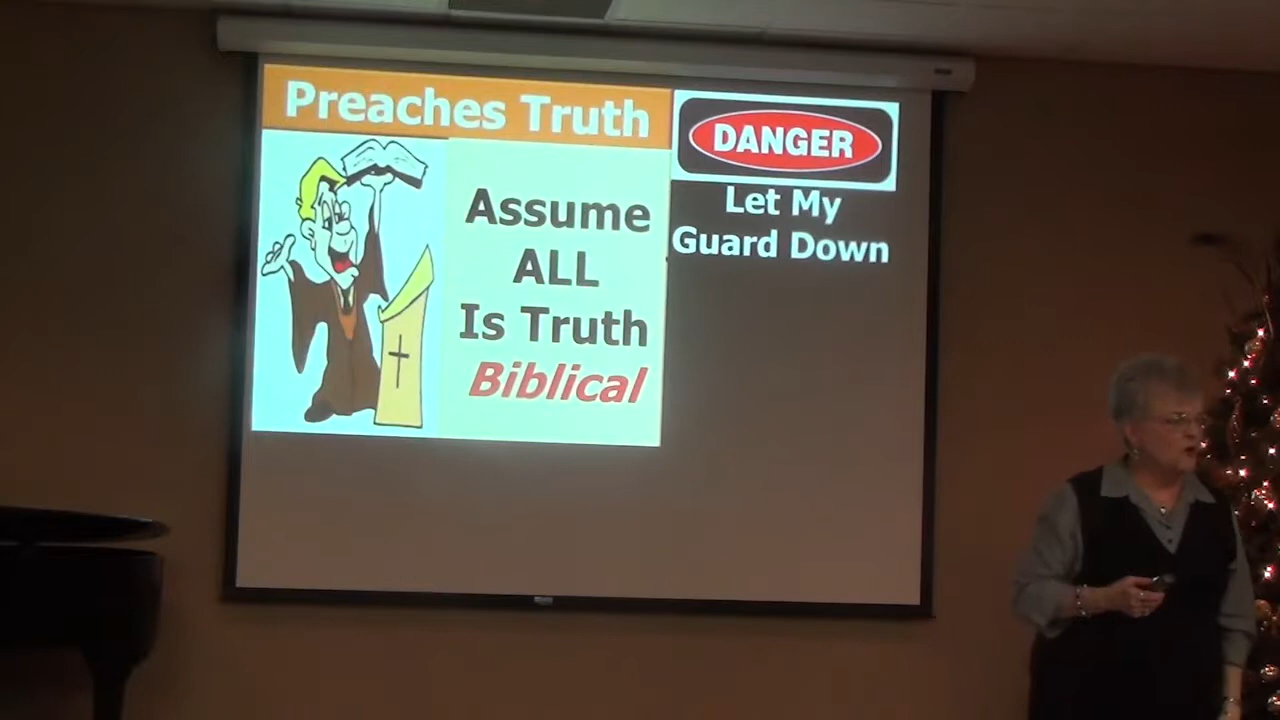 Preaches Truth
Assume
ALL
Is Truth
Biblical
DANGER
Let My
Guard Down